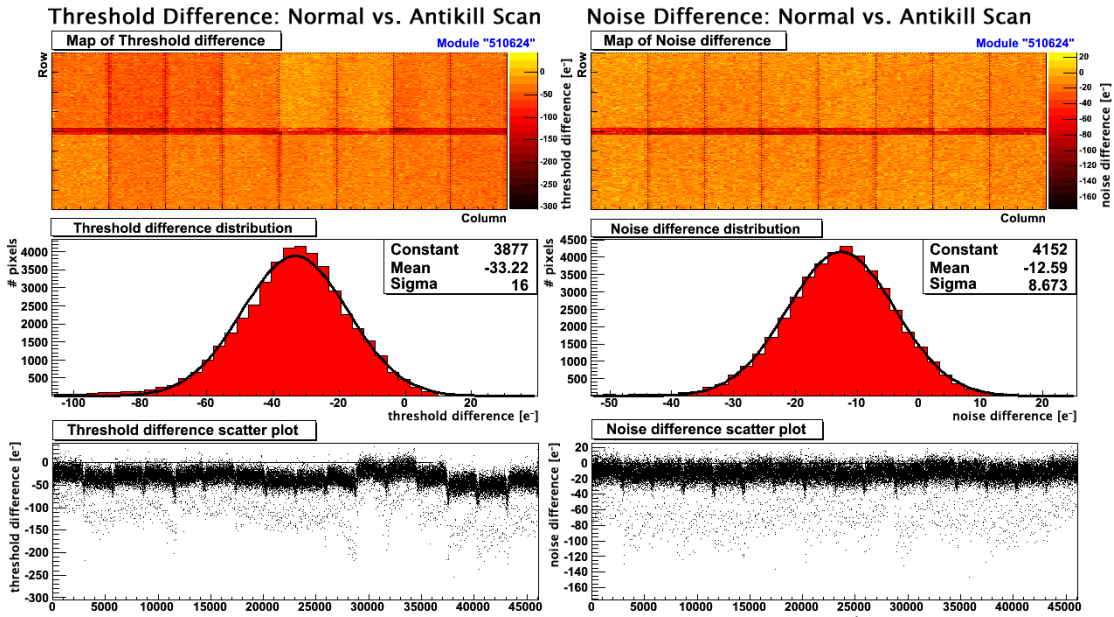 Threshold Difference: Normal vs. Antikill Scan
Map of Threshold difference
Module "510624"
Row
0
-50
-100
-150
-200
-250
-300
threshold difference [e⁻]
Column
Threshold difference distribution
# pixels
4000
3500
3000
2500
2000
1500
1000
500
Constant 3877
Mean -33.22
Sigma 16
-100 -80 -60 -40 -20 0 20
threshold difference [e⁻]
Threshold difference scatter plot
threshold difference [e⁻]
0
-50
-100
-150
-200
-250
-300
0 5000 10000 15000 20000 25000 30000 35000 40000 45000
Noise Difference: Normal vs. Antikill Scan
Map of Noise difference
Module "510624"
Row
20
0
-20
-40
-60
-80
-100
-120
-140
-160
noise difference [e⁻]
Column
Noise difference distribution
# pixels
4500
4000
3500
3000
2500
2000
1500
1000
500
Constant 4152
Mean -12.59
Sigma 8.673
-50 -40 -30 -20 -10 0 10 20
noise difference [e⁻]
Noise difference scatter plot
noise difference [e⁻]
20
0
-20
-40
-60
-80
-100
-120
-140
-160
0 5000 10000 15000 20000 25000 30000 35000 40000 45000